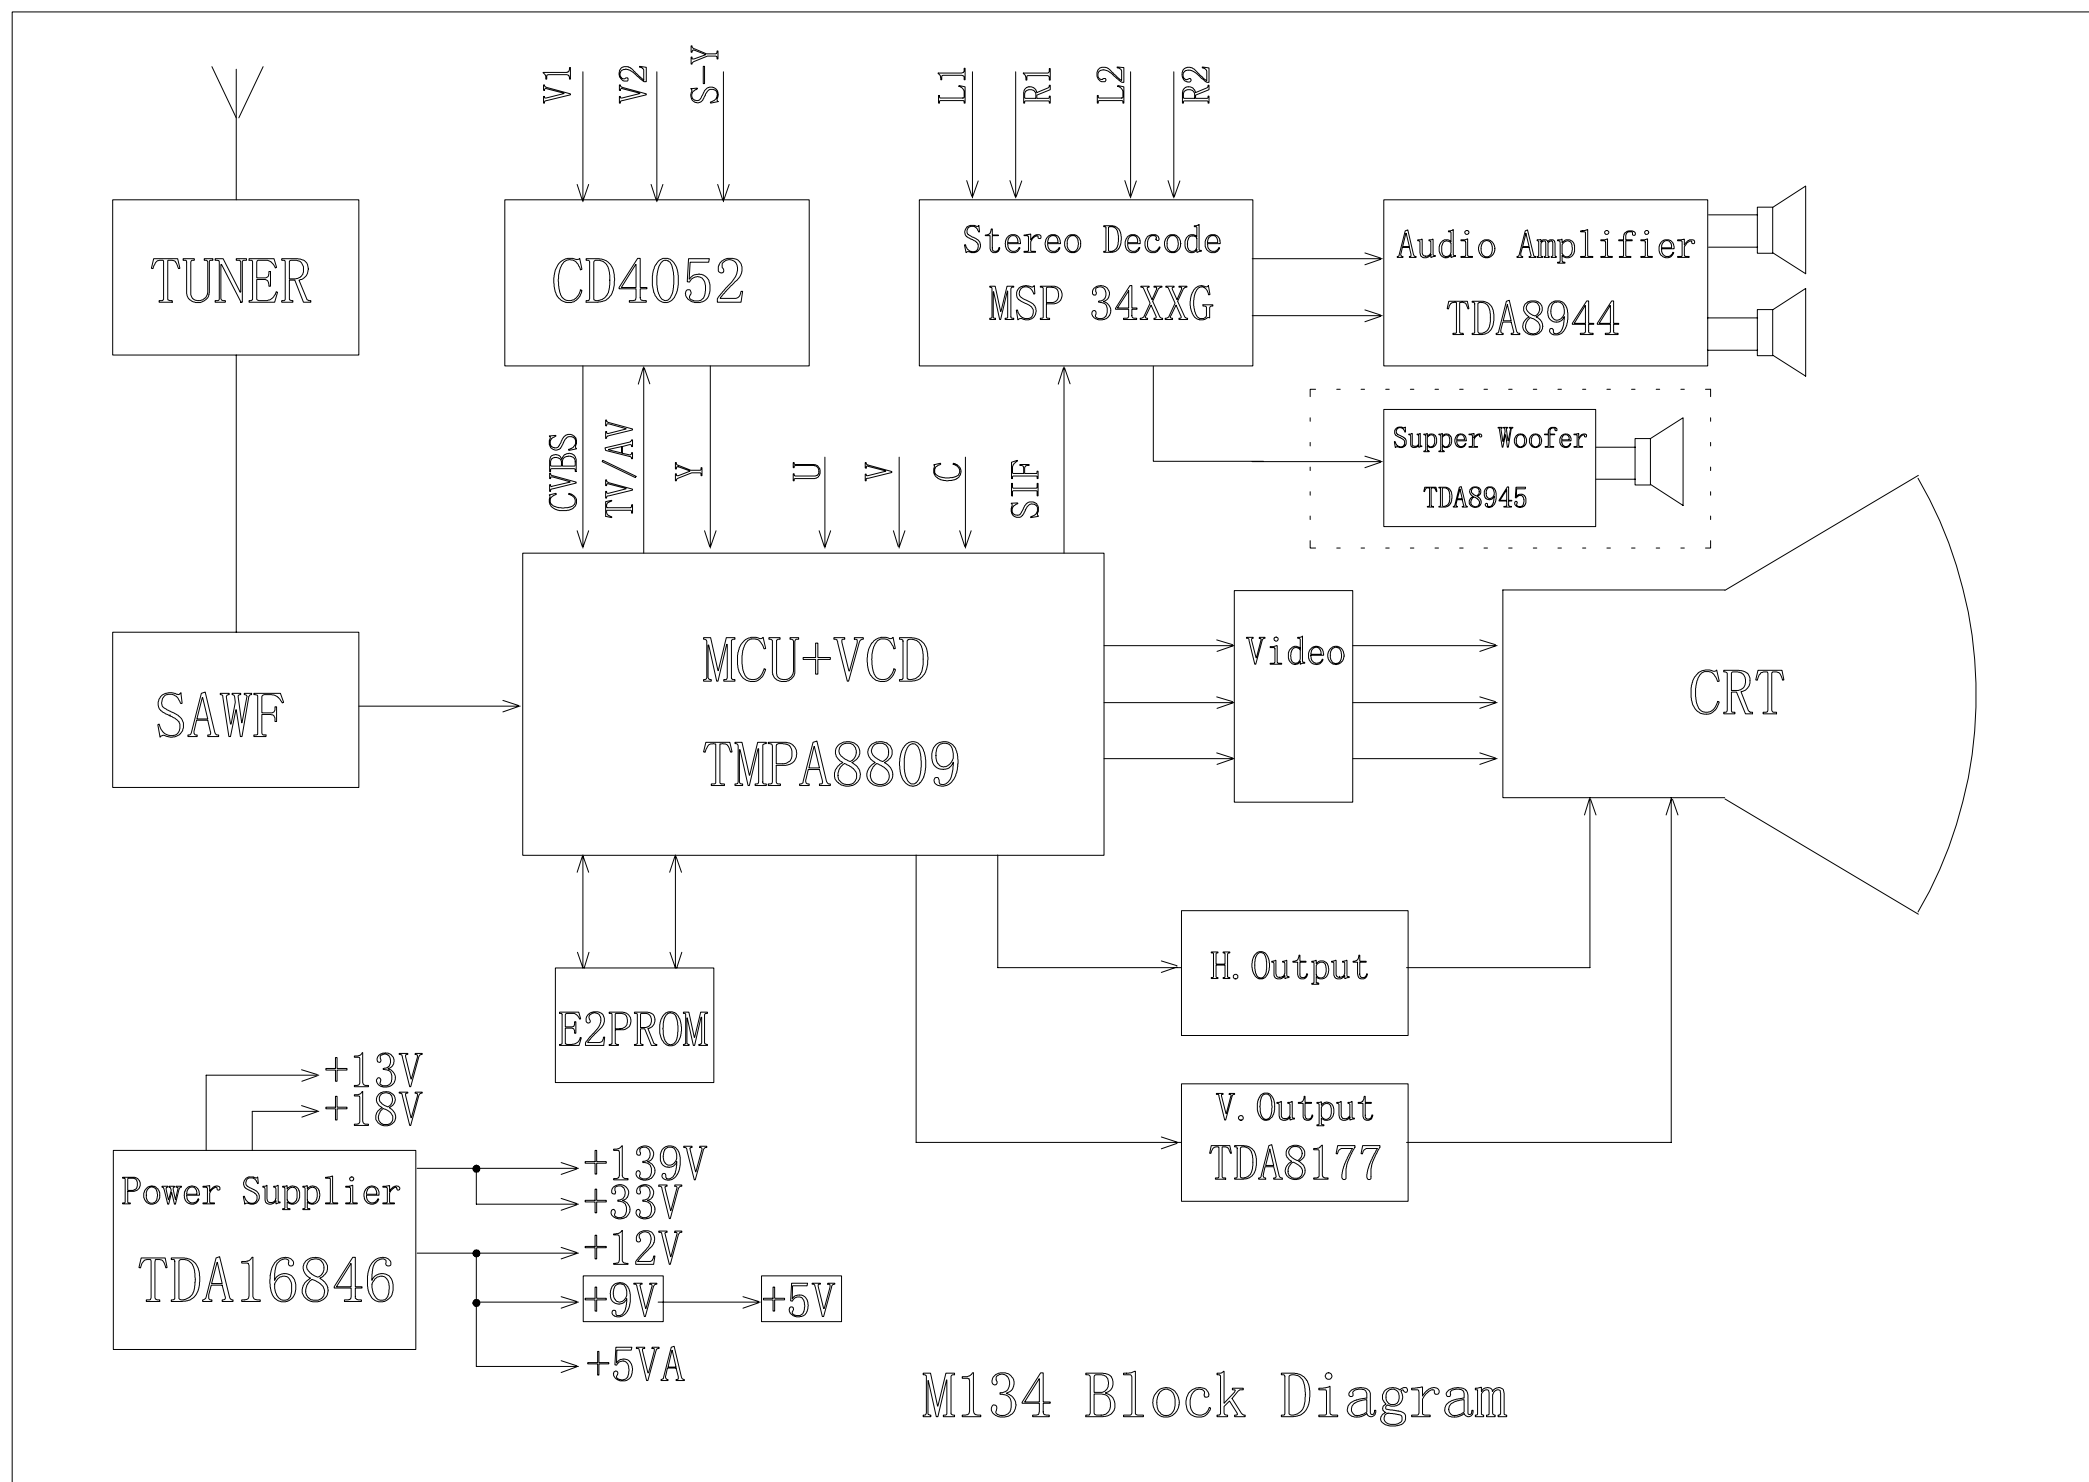 V1
V2
S-Y
L1
R1
L2
R2
TUNER
CD4052
Stereo Decode
MSP 34XXG
Audio Amplifier
TDA8944
CVBS
TV/AV
Y
U
V
C
SIF
Supper Woofer
TDA8945
SAWF
MCU+VCD
TMPA8809
Video
CRT
E2PROM
H.Output
V.Output
TDA8177
+13V
+18V
Power Supplier
TDA16846
+139V
+33V
+12V
+9V
+5V
+5VA
M134 Block Diagram